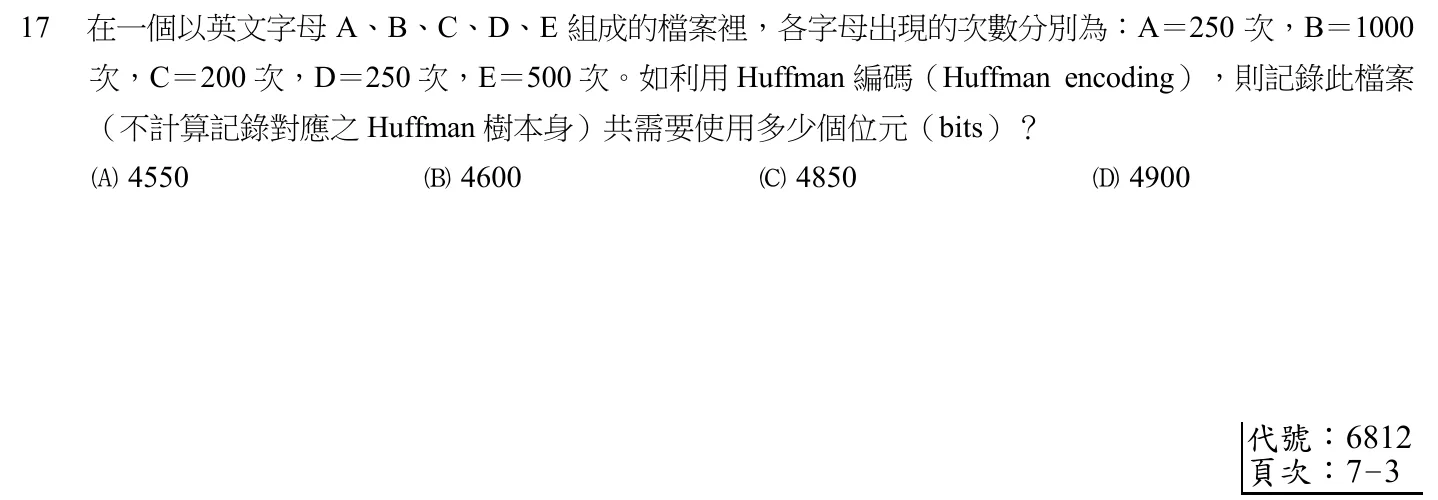 17 在一個以英文字母 A、B、C、D、E 組成的檔案裡，各字母出現的次數分別為：A＝250 次，B＝1000
次，C＝200 次，D＝250 次，E＝500 次。如利用 Huffman 編碼（Huffman encoding），則記錄此檔案
（不計算記錄對應之 Huffman 樹本身）共需要使用多少個位元（bits）？
(A) 4550 (B) 4600 (C) 4850 (D) 4900
代號：6812
頁次：7－3